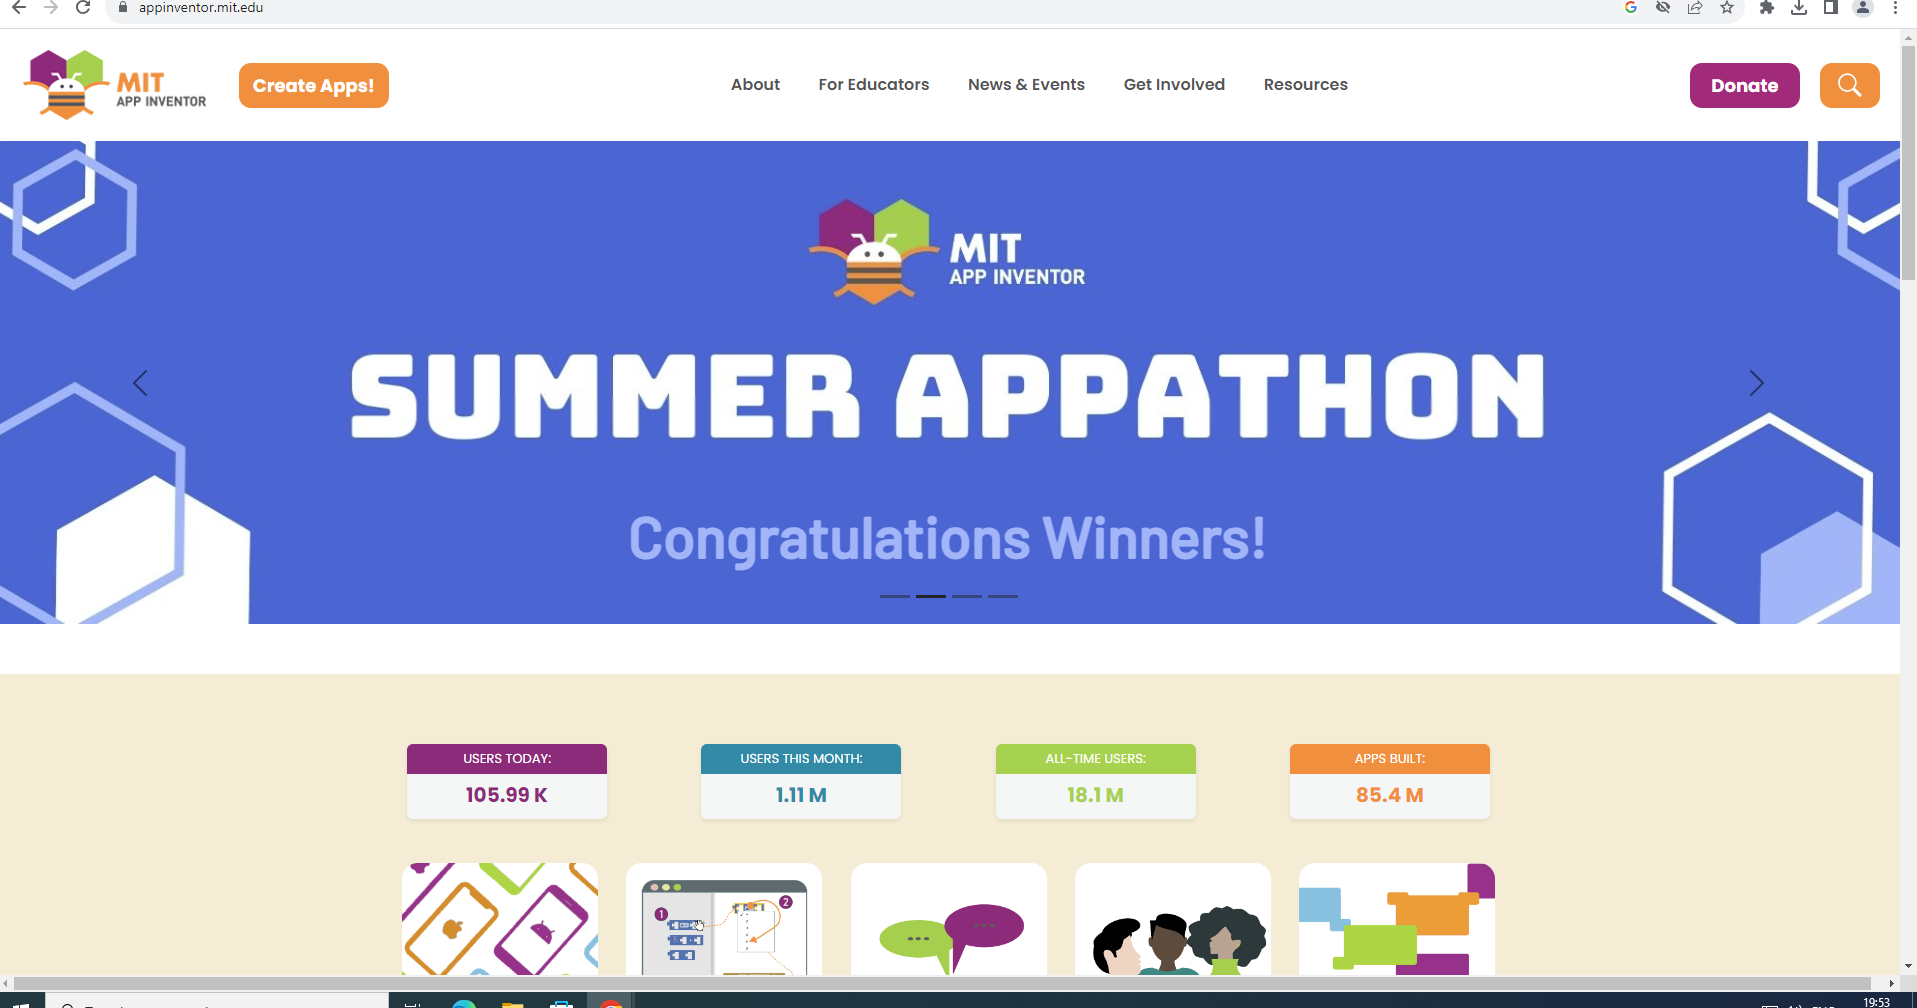 appinventor.mit.edu
MIT
APP INVENTOR
Create Apps!
About
For Educators
News & Events
Get Involved
Resources
Donate
MIT
APP INVENTOR
SUMMER APPATHON
Congratulations Winners!
USERS TODAY:
105.99 K
USERS THIS MONTH:
1.11 M
ALL-TIME USERS:
18.1 M
APPS BUILT:
85.4 M
1
2
19:53